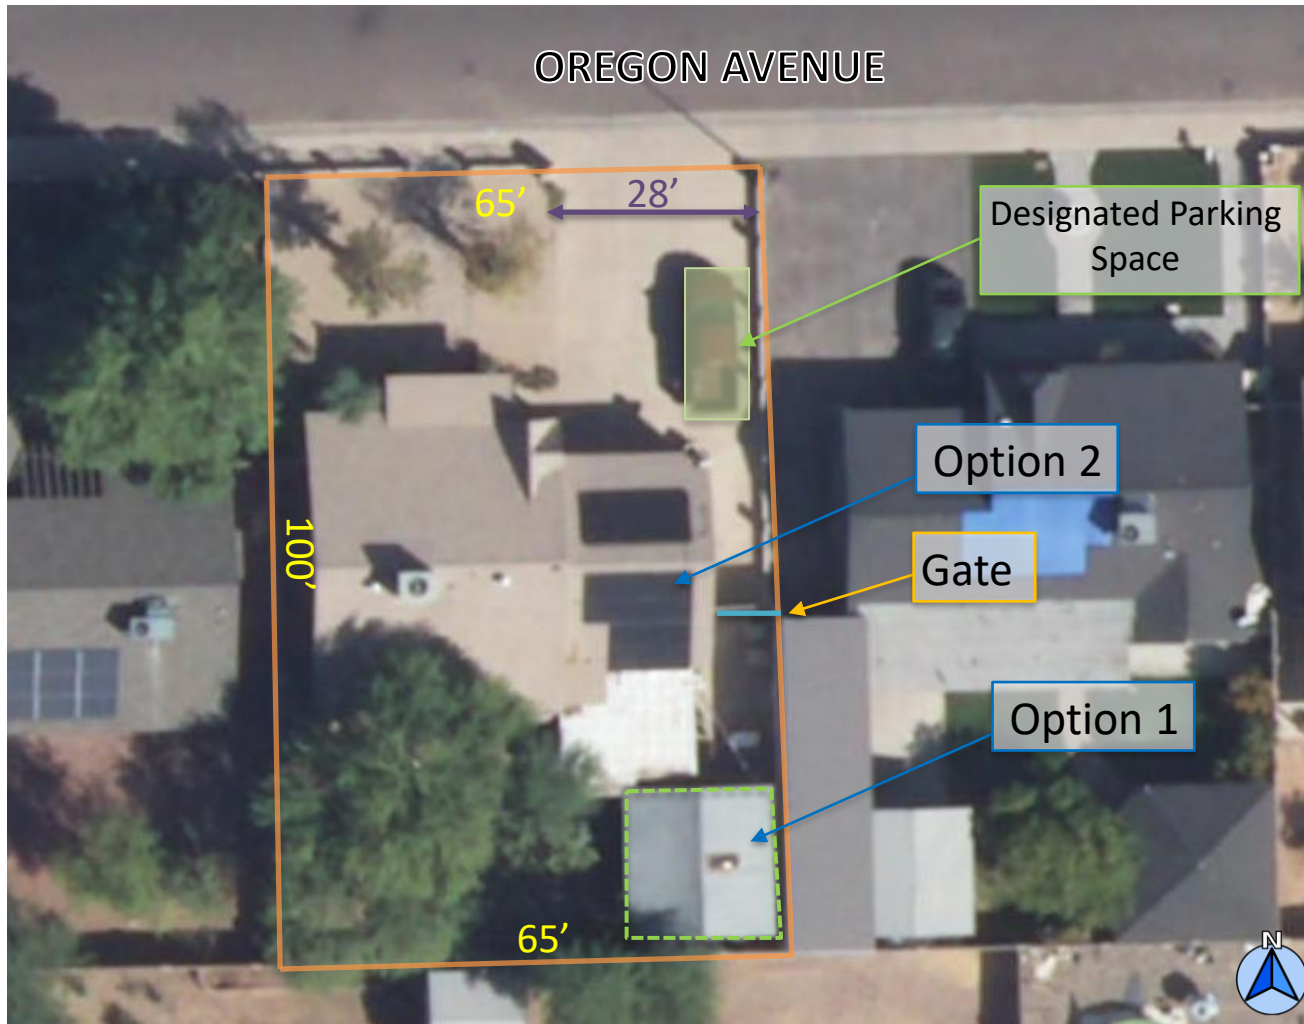 OREGON AVENUE
65’
28’
Designated Parking
Space
Option 2
100’
Gate
Option 1
65’
N